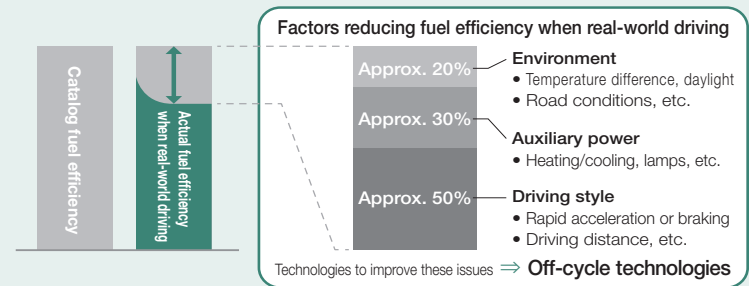 Factors reducing fuel efficiency when real-world driving
Catalog fuel efficiency
Actual fuel efficiency
when real-world driving
Approx. 20%
Environment
• Temperature difference, daylight
• Road conditions, etc.
Approx. 30%
Auxiliary power
• Heating/cooling, lamps, etc.
Approx. 50%
Driving style
• Rapid acceleration or braking
• Driving distance, etc.
Technologies to improve these issues ⇒ Off-cycle technologies